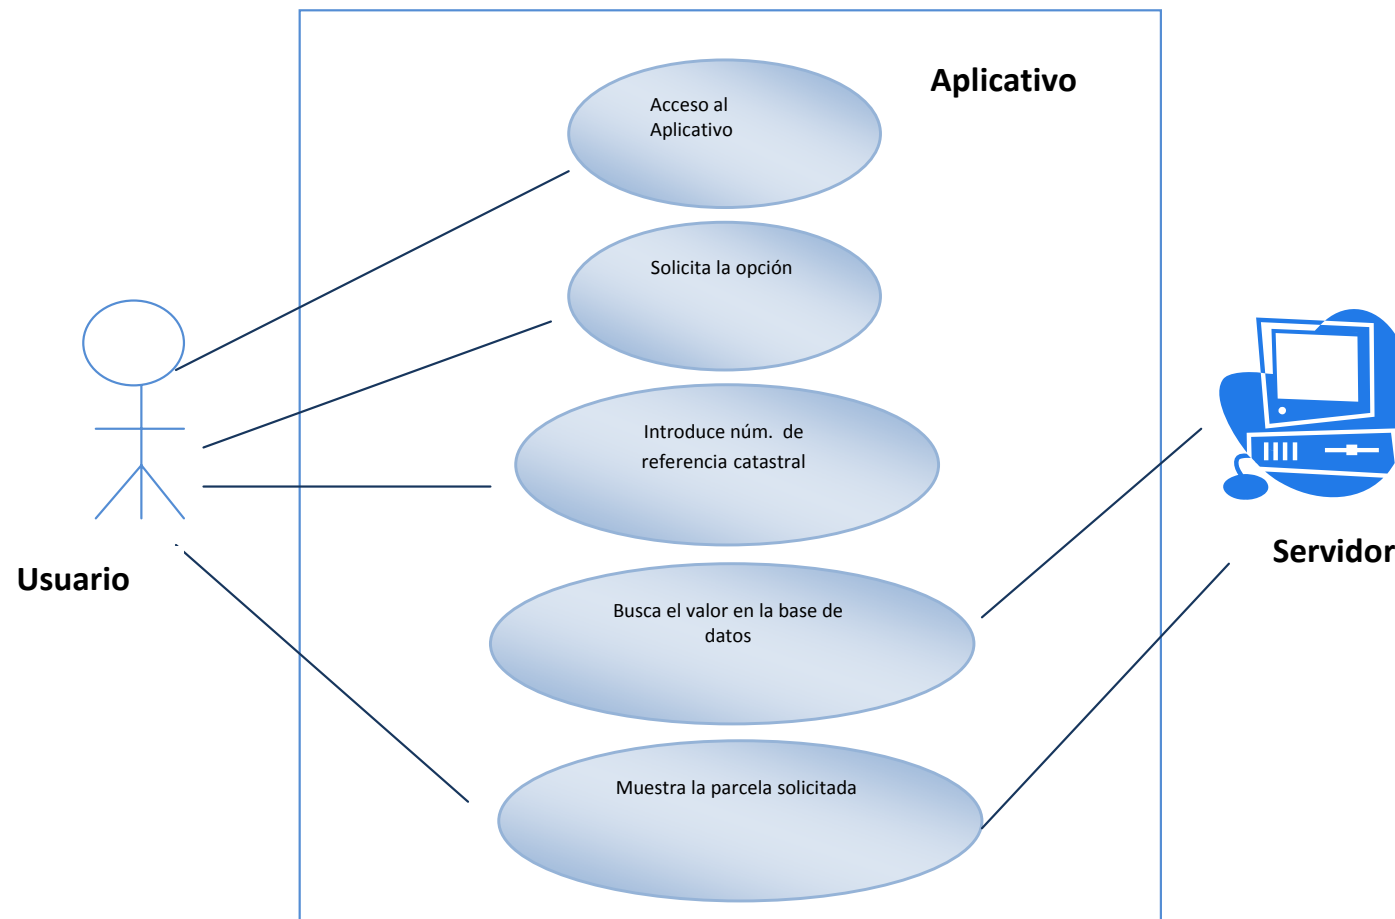 Aplicativo
Acceso al
Aplicativo
Solicita la opción
Introduce núm. de
referencia catastral
Usuario
Servidor
Busca el valor en la base de
datos
Muestra la parcela solicitada